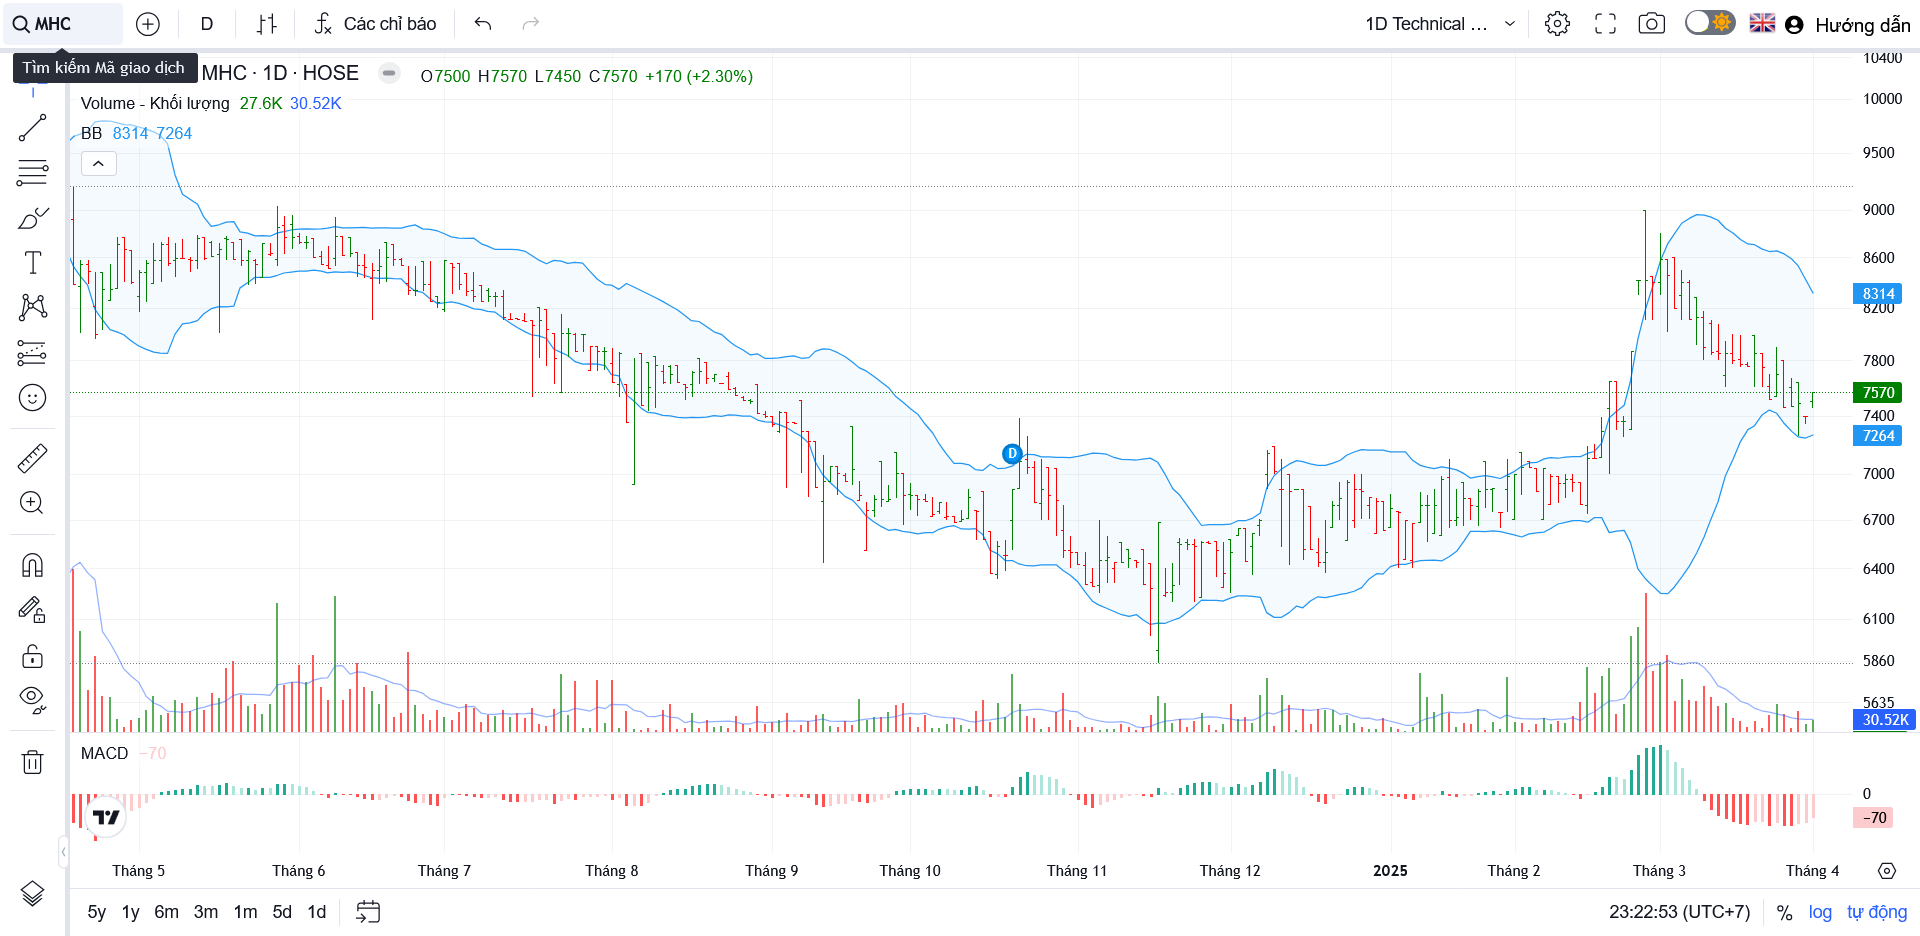 MHC
D
Các chỉ báo
1D Technical ...
Hướng dẫn
Tìm kiếm Mã giao dịch
MHC · 1D · HOSE
O7500 H7570 L7450 C7570 +170 (+2.30%)
Volume - Khối lượng 27.6K 30.52K
BB 8314 7264
10400
10000
9500
9000
8600
8314
8200
7800
7570
7400
7264
7000
6700
6400
6100
5860
5635
30.52K
D
MACD −70
0
−70
Tháng 5 Tháng 6 Tháng 7 Tháng 8 Tháng 9 Tháng 10 Tháng 11 Tháng 12 2025 Tháng 2 Tháng 3 Tháng 4
5y 1y 6m 3m 1m 5d 1d
23:22:53 (UTC+7) % log tự động